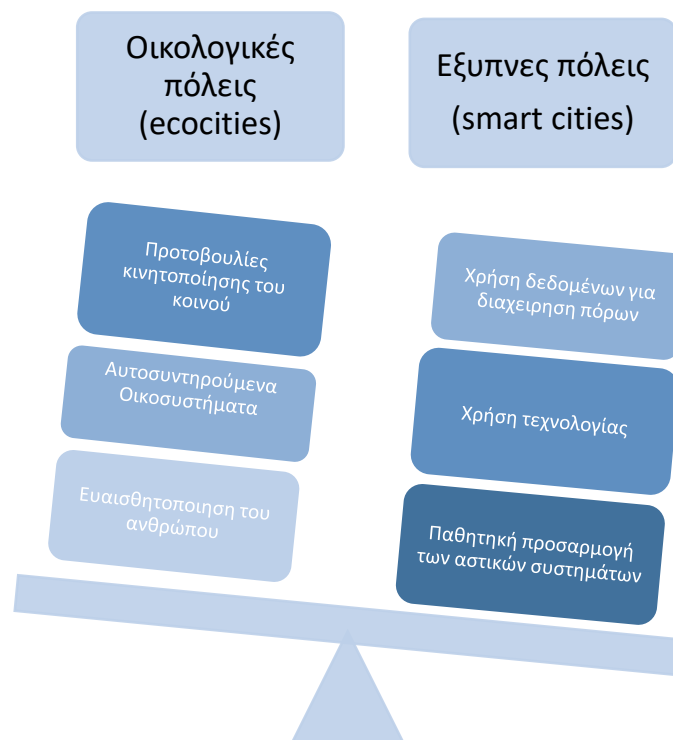 Οικολογικές
πόλεις
(ecocities)
Εξυπνες πόλεις
(smart cities)
Προτοβουλίες
κινητοποίησης του
κοινού
Αυτοσυντηρούμενα
Οικοσυστήματα
Ευαισθητοποιηση του
ανθρώπου
Χρήση δεδομένων για
διαχειρηση πόρων
Χρήση τεχνολογίας
Παθητική προσαρμογή
των αστικών συστημάτων